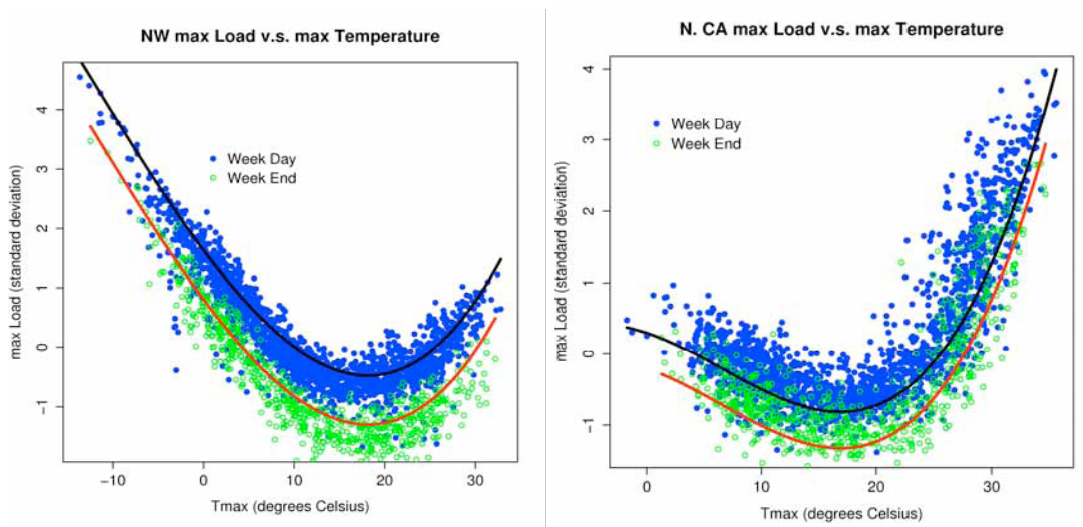 NW max Load v.s. max Temperature
4
3
2
1
0
−1
max Load (standard deviation)
Week Day
Week End
−10
0
10
20
30
Tmax (degrees Celsius)
N. CA max Load v.s. max Temperature
4
3
2
1
0
−1
max Load (standard deviation)
Week Day
Week End
0
10
20
30
Tmax (degrees Celsius)